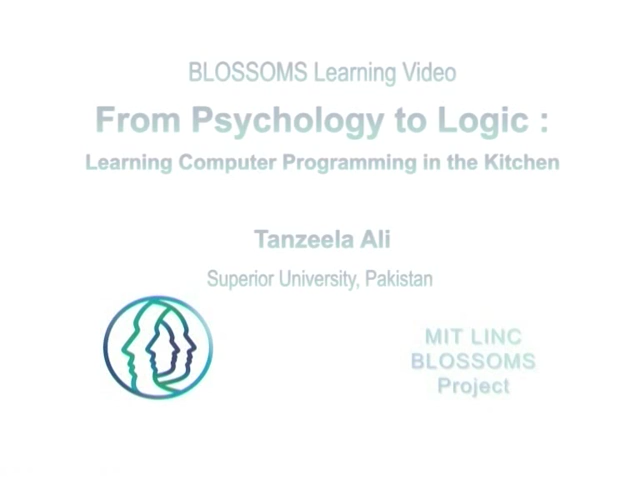 BLOSSOMS Learning Video
From Psychology to Logic :
Learning Computer Programming in the Kitchen
Tanzeela Ali
Superior University, Pakistan
MIT LINC
BLOSSOMS
Project